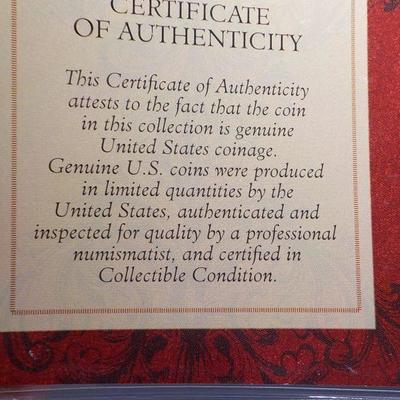 CERTIFICATE
OF AUTHENTICITY
This Certificate of Authenticity
attests to the fact that the coin
in this collection is genuine
United States coinage.
Genuine U.S. coins were produced
in limited quantities by the
United States, authenticated and
inspected for quality by a professional
numismatist, and certified in
Collectible Condition.